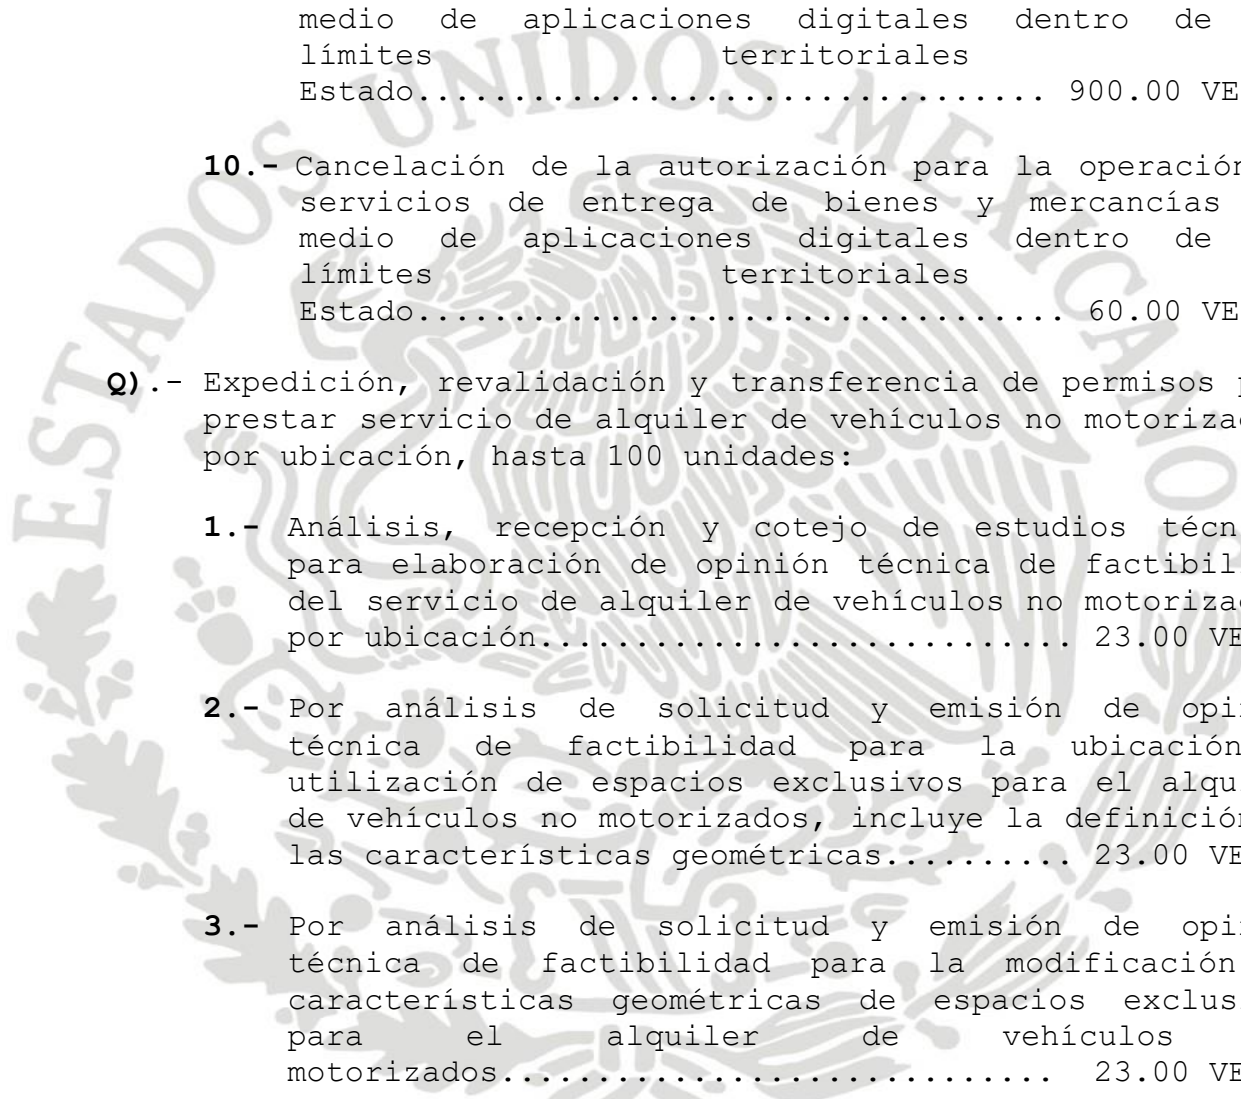 medio de aplicaciones digitales dentro de
límites territoriales
Estado................................. 900.00 VE
10.- Cancelación de la autorización para la operación
servicios de entrega de bienes y mercancías
medio de aplicaciones digitales dentro de
límites territoriales
Estado.................................. 60.00 VE
Q).- Expedición, revalidación y transferencia de permisos p
prestar servicio de alquiler de vehículos no motoriza
por ubicación, hasta 100 unidades:
1.- Análisis, recepción y cotejo de estudios técn
para elaboración de opinión técnica de factibil
del servicio de alquiler de vehículos no motoriza
por ubicación............................ 23.00 VE
2.- Por análisis de solicitud y emisión de opi
técnica de factibilidad para la ubicación
utilización de espacios exclusivos para el alqu
de vehículos no motorizados, incluye la definición
las características geométricas.......... 23.00 VE
3.- Por análisis de solicitud y emisión de opi
técnica de factibilidad para la modificación
características geométricas de espacios exclus
para el alquiler de vehículos
motorizados............................. 23.00 VE
ESTADOS UNIDOS MEXICANOS